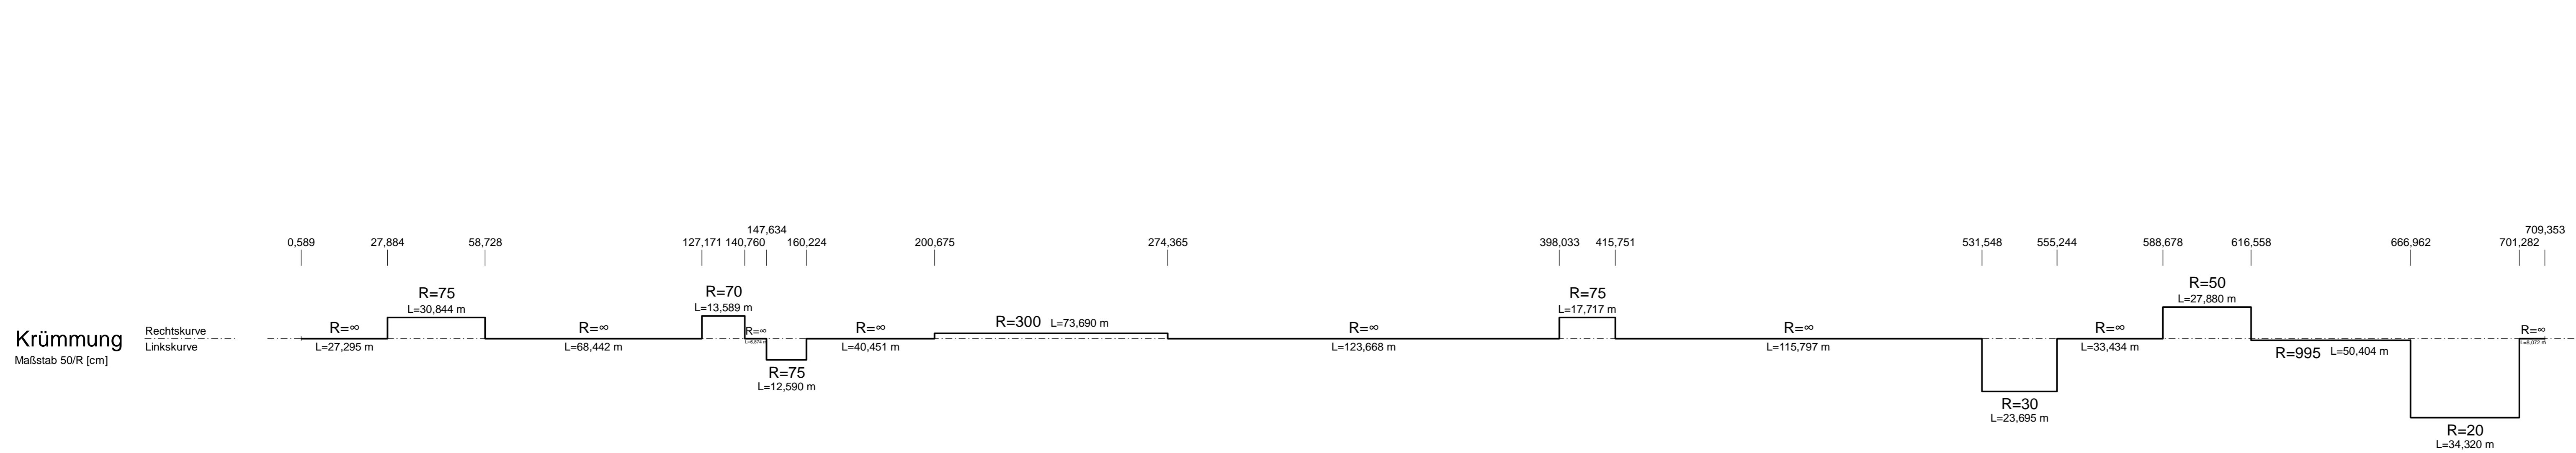 147,634
709,353
0,589 27,884 58,728 127,171 140,760 160,224 200,675 274,365 398,033 415,751 531,548 555,244 588,678 616,558 666,962 701,282
R=50
R=75 R=70 R=75
L=30,844 m L=13,589 m L=17,717 m L=27,880 m
R=300 L=73,690 m
Krümmung
Rechtskurve
Linkskurve
Maßstab 50/R [cm]
R=∞ R=∞ R=∞ R=∞ R=∞ R=∞ R=∞ R=∞
L=27,295 m L=68,442 m L=6,874 m L=40,451 m L=123,668 m L=115,797 m L=33,434 m L=8,072 m
R=995 L=50,404 m
R=75
L=12,590 m
R=30
L=23,695 m
R=20
L=34,320 m